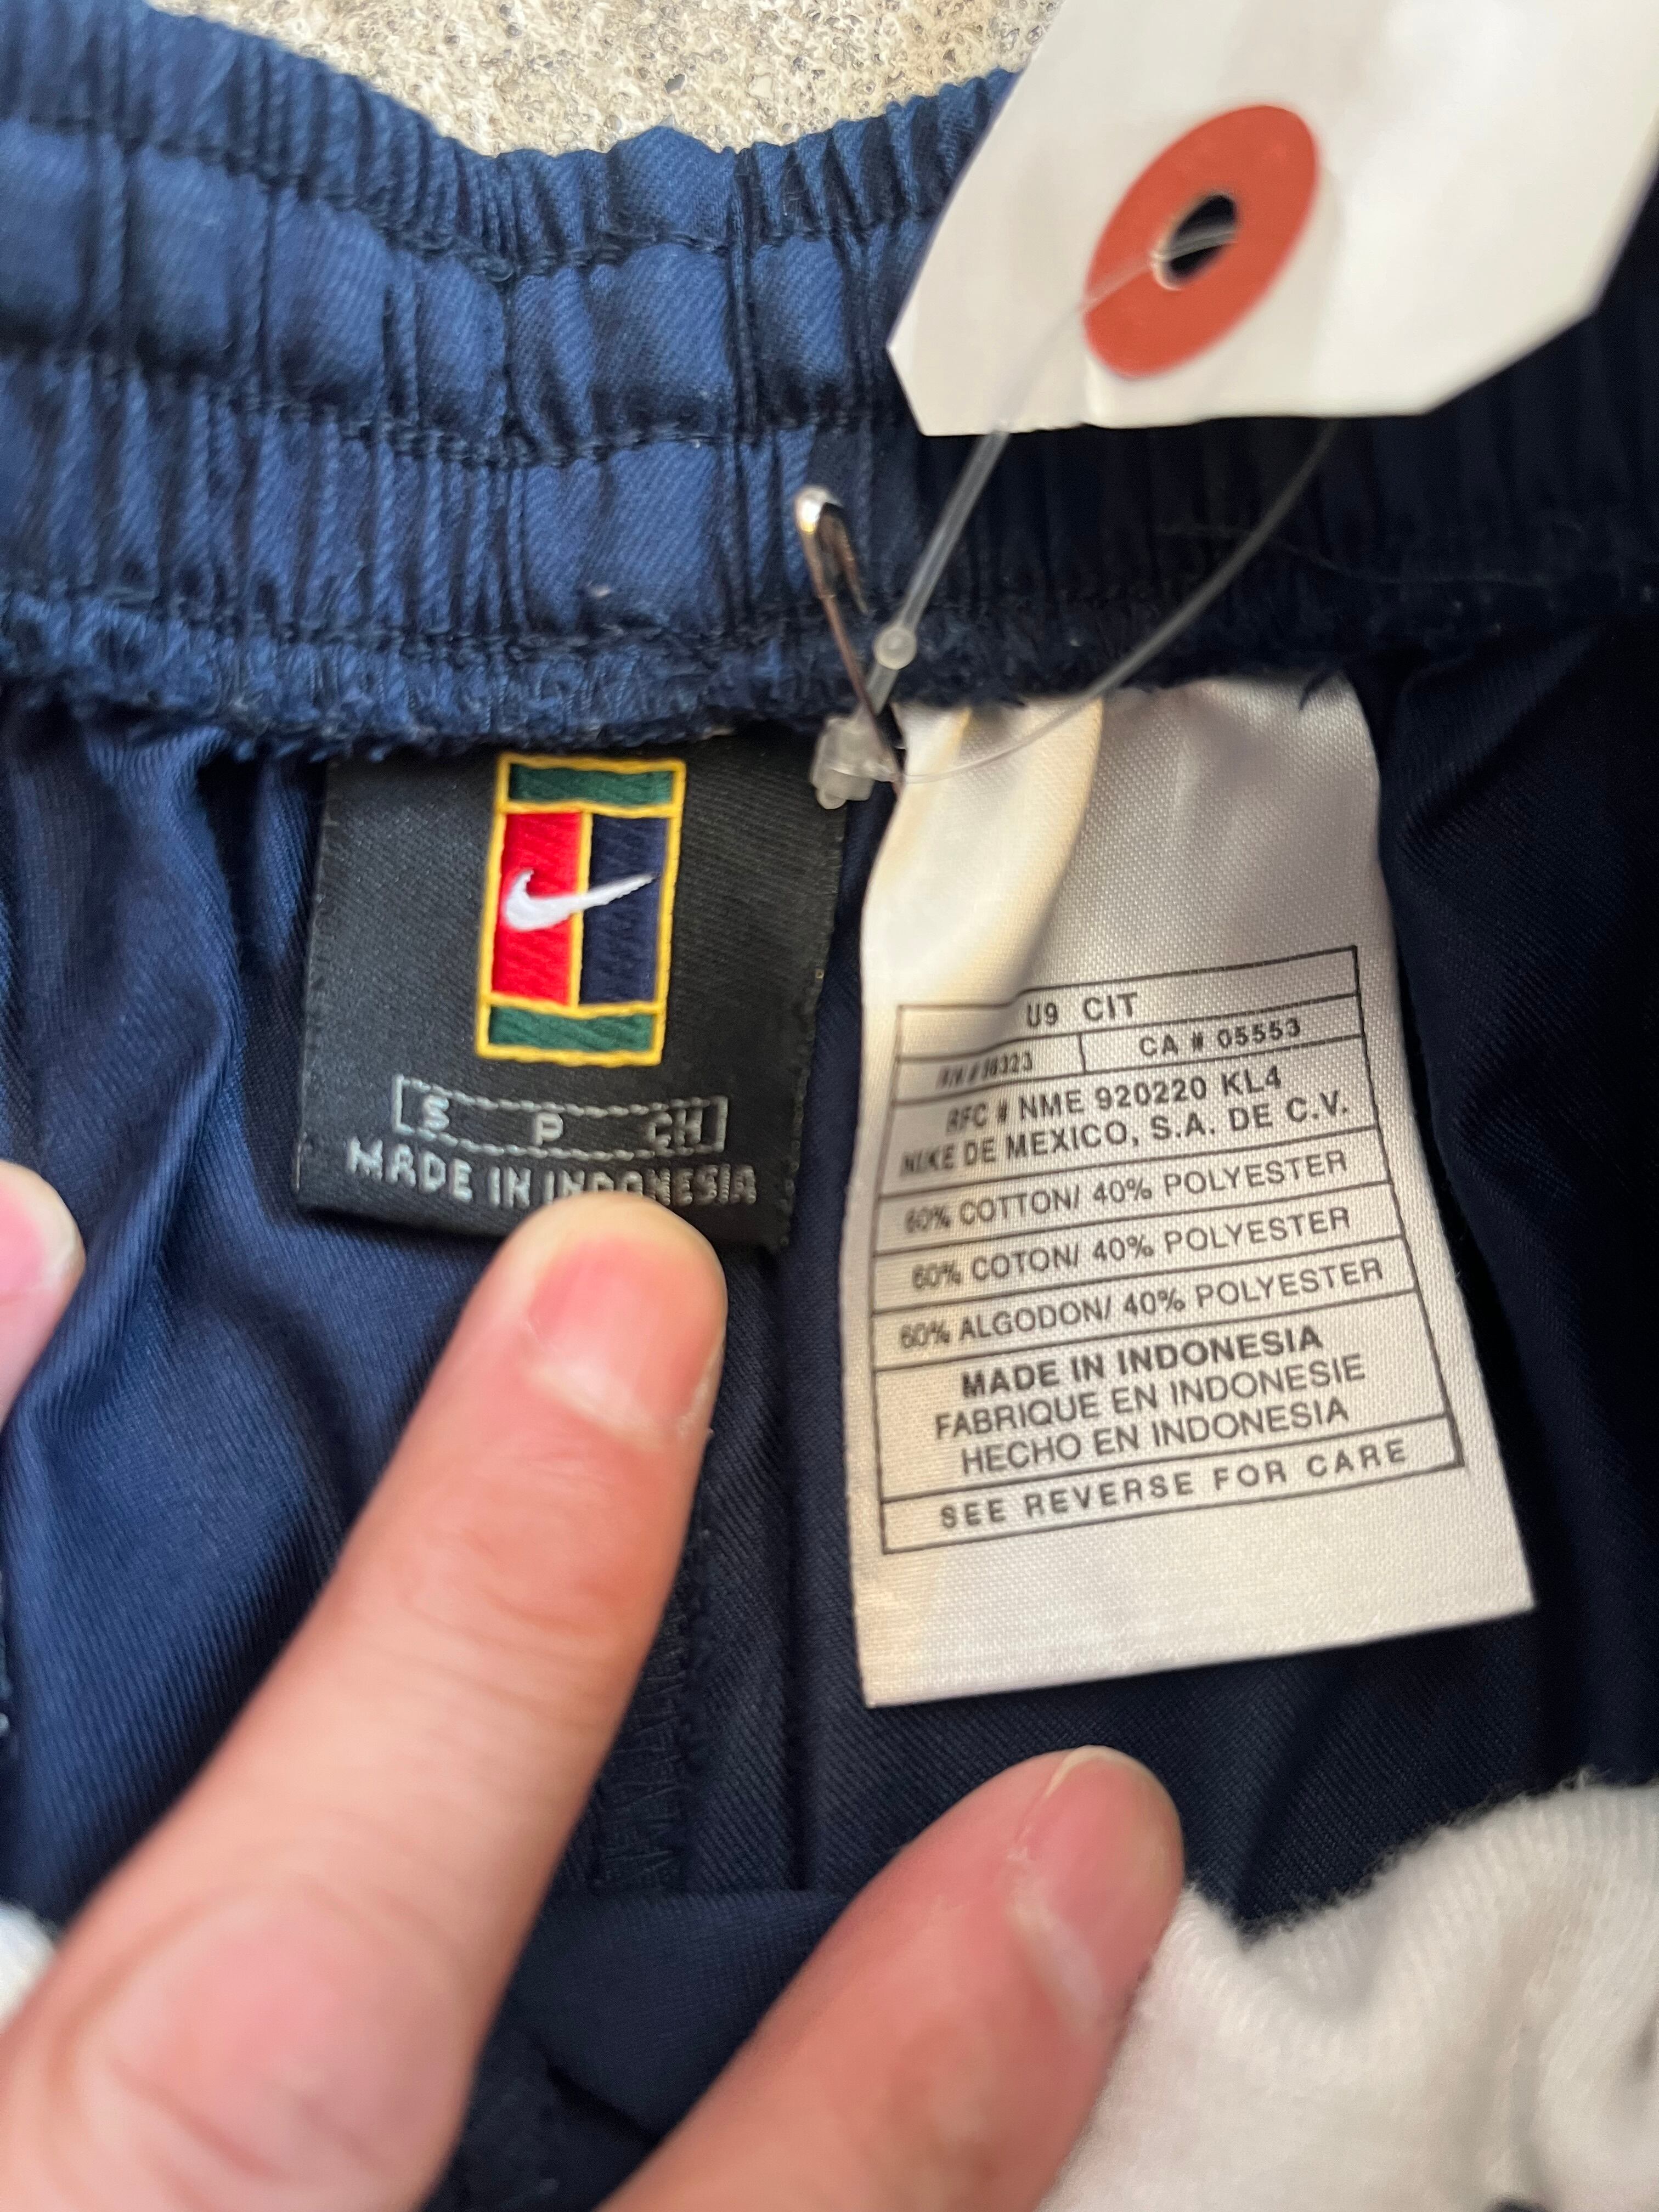 S P CH
MADE IN INDONESIA
U9 CIT
CA # 05553
RFC # NME 920220 KL4
NIKE DE MEXICO, S.A. DE C.V.
60% COTTON/ 40% POLYESTER
60% COTON/ 40% POLYESTER
60% ALGODON/ 40% POLYESTER
MADE IN INDONESIA
FABRIQUE EN INDONESIE
HECHO EN INDONESIA
SEE REVERSE FOR CARE